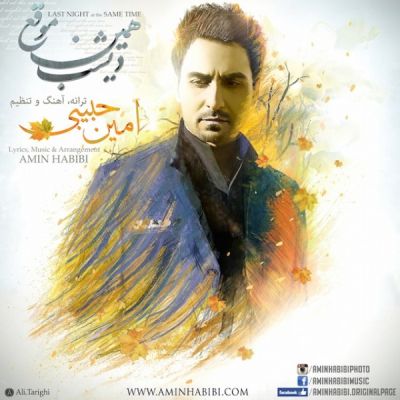 LAST NIGHT at the SAME TIME
دیشب همین موقع
ترانه، آهنگ و تنظیم
امین حبیبی
Lyrics, Music & Arrangement
AMIN HABIBI
/AMINHABIBIPHOTO
/AMINHABIBIMUSIC
facebook /AMINHABIBI.ORIGINALPAGE
Ali.Tarighi
WWW.AMINHABIBI.COM